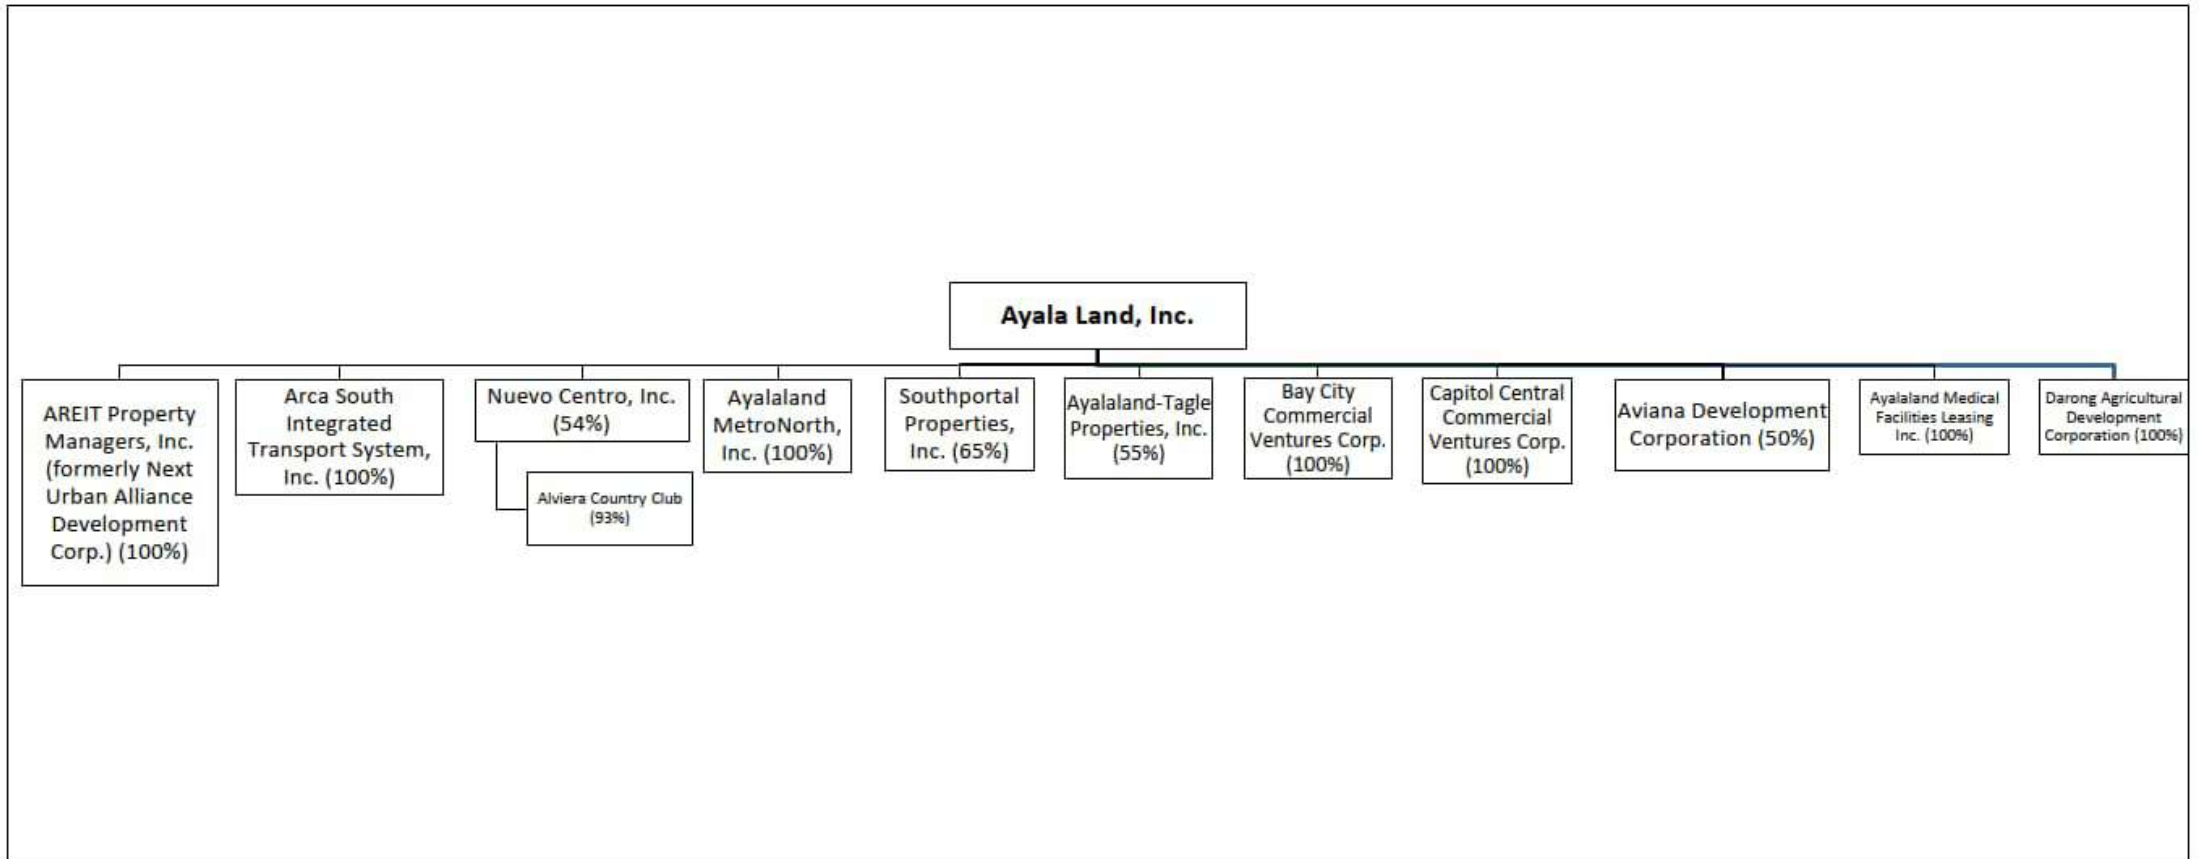 Ayala Land, Inc.
AREIT Property
Managers, Inc.
(formerly Next
Urban Alliance
Development
Corp.) (100%)
Arca South
Integrated
Transport System,
Inc. (100%)
Nuevo Centro, Inc.
(54%)
Alviera Country Club
(93%)
Ayalaland
MetroNorth,
Inc. (100%)
Southportal
Properties,
Inc. (65%)
Ayalaland-Tagle
Properties, Inc.
(55%)
Bay City
Commercial
Ventures Corp.
(100%)
Capitol Central
Commercial
Ventures Corp.
(100%)
Aviana Development
Corporation (50%)
Ayalaland Medical
Facilities Leasing
Inc. (100%)
Darong Agricultural
Development
Corporation (100%)